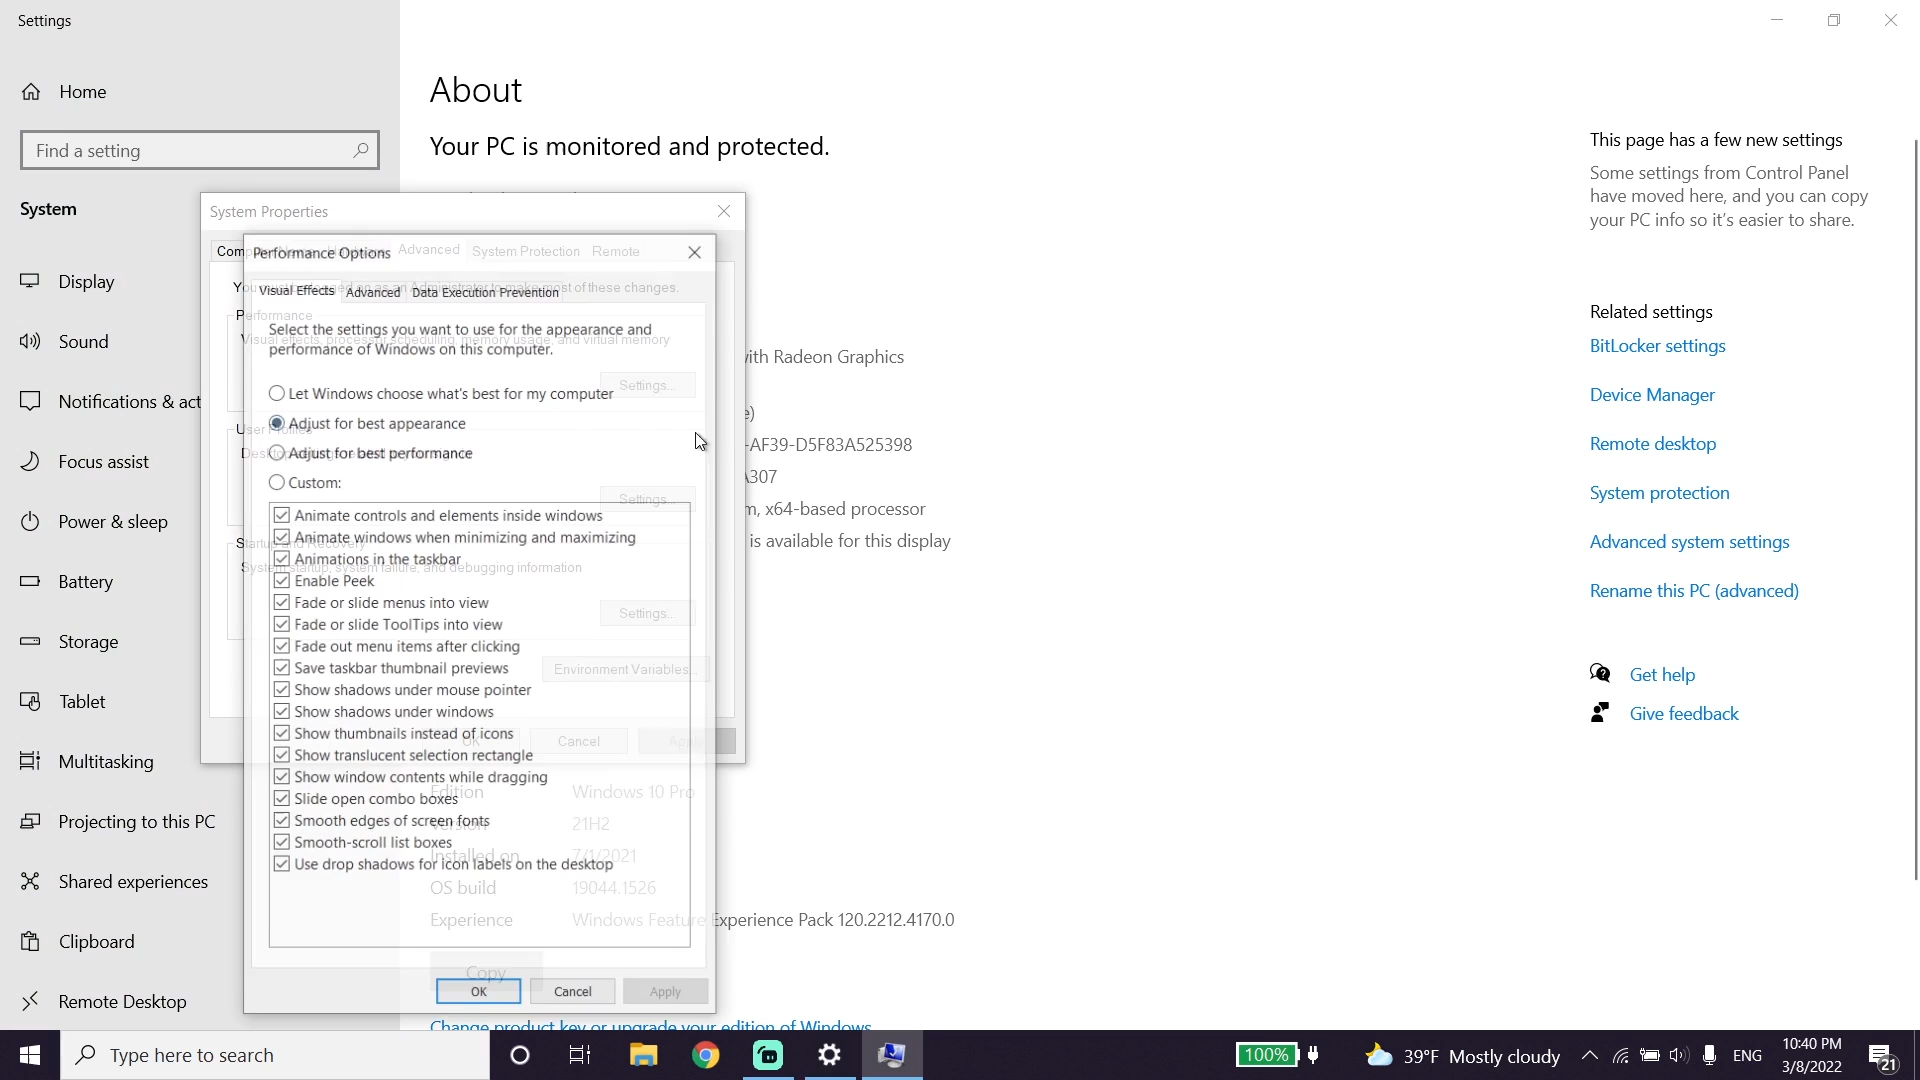 Settings
Home
Find a setting
System
Display
Sound
Notifications & act
Focus assist
Power & sleep
Battery
Storage
Tablet
Multitasking
Projecting to this PC
Shared experiences
Clipboard
Remote Desktop
About
Your PC is monitored and protected.
System Properties
Advanced
System Protection
Remote
Performance
Visual effects, processor scheduling, memory usage, and virtual memory
Settings...
Settings...
Startup and Recovery
System startup, system failure, and debugging information
Settings...
Environment Variables...
OK
Cancel
Apply
Performance Options
Visual Effects
Advanced
Data Execution Prevention
Select the settings you want to use for the appearance and
performance of Windows on this computer.
Let Windows choose what's best for my computer
Adjust for best appearance
Adjust for best performance
Custom:
Animate controls and elements inside windows
Animate windows when minimizing and maximizing
Animations in the taskbar
Enable Peek
Fade or slide menus into view
Fade or slide ToolTips into view
Fade out menu items after clicking
Save taskbar thumbnail previews
Show shadows under mouse pointer
Show shadows under windows
Show thumbnails instead of icons
Show translucent selection rectangle
Show window contents while dragging
Slide open combo boxes
Smooth edges of screen fonts
Smooth-scroll list boxes
Use drop shadows for icon labels on the desktop
OK
Cancel
Apply
with Radeon Graphics
e)
-AF39-D5F83A525398
A307
m, x64-based processor
is available for this display
Edition Windows 10 Pro
Version 21H2
Installed on 7/1/2021
OS build 19044.1526
Experience Windows Feature Experience Pack 120.2212.4170.0
Copy
Change product key or upgrade your edition of Windows
This page has a few new settings
Some settings from Control Panel
have moved here, and you can copy
your PC info so it's easier to share.
Related settings
BitLocker settings
Device Manager
Remote desktop
System protection
Advanced system settings
Rename this PC (advanced)
Get help
Give feedback
Type here to search
100%
39°F Mostly cloudy
ENG
10:40 PM
3/8/2022
21